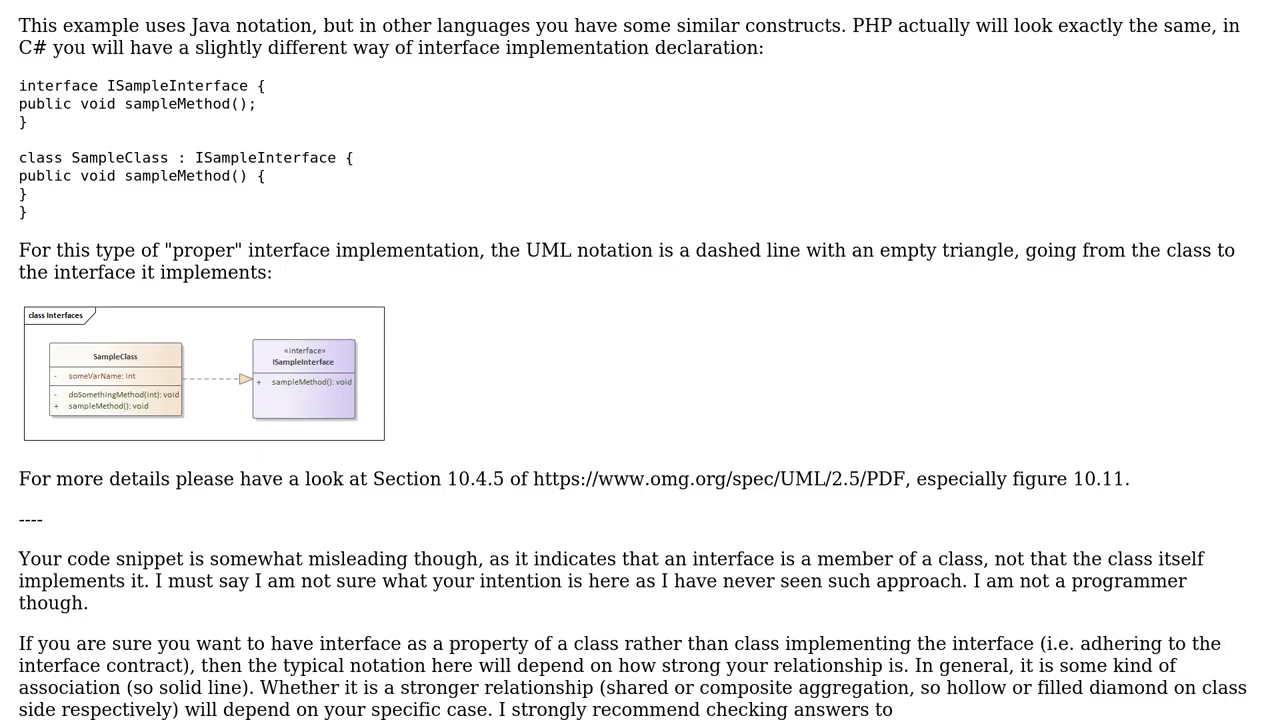 This example uses Java notation, but in other languages you have some similar constructs. PHP actually will look exactly the same, in
C# you will have a slightly different way of interface implementation declaration:
interface ISampleInterface {
public void sampleMethod();
}
class SampleClass : ISampleInterface {
public void sampleMethod() {
}
}
For this type of "proper" interface implementation, the UML notation is a dashed line with an empty triangle, going from the class to
the interface it implements:
class Interfaces
SampleClass
- someVarName: int
- doSomethingMethod(int): void
+ sampleMethod(): void
«interface»
ISampleInterface
+ sampleMethod(): void
For more details please have a look at Section 10.4.5 of https://www.omg.org/spec/UML/2.5/PDF, especially figure 10.11.
----
Your code snippet is somewhat misleading though, as it indicates that an interface is a member of a class, not that the class itself
implements it. I must say I am not sure what your intention is here as I have never seen such approach. I am not a programmer
though.
If you are sure you want to have interface as a property of a class rather than class implementing the interface (i.e. adhering to the
interface contract), then the typical notation here will depend on how strong your relationship is. In general, it is some kind of
association (so solid line). Whether it is a stronger relationship (shared or composite aggregation, so hollow or filled diamond on class
side respectively) will depend on your specific case. I strongly recommend checking answers to